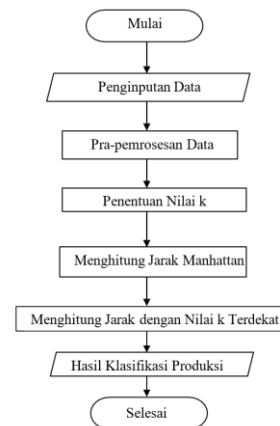 Mulai
Penginputan Data
Pra-pemrosesan Data
Penentuan Nilai k
Menghitung Jarak Manhattan
Menghitung Jarak dengan Nilai k Terdekat
Hasil Klasifikasi Produksi
Selesai